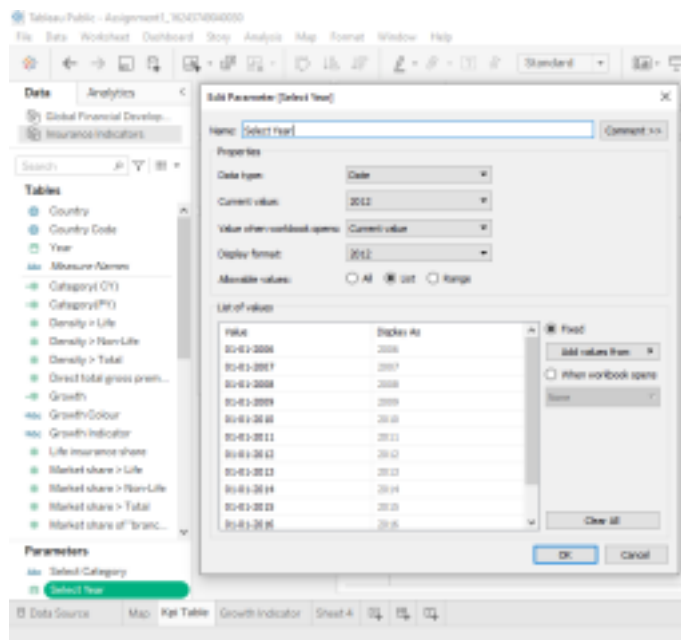 Tableau Public - Assignment1_16243749040050
File Data Worksheet Dashboard Story Analysis Map Format Window Help
Standard
Data Analytics
Global Financial Develop...
Insurance Indicators
Search
Tables
Country
Country Code
Year
Measure Names
Category( CY)
Category(PY)
Density > Life
Density > Non-Life
Density > Total
Direct total gross prem...
Growth
Growth Colour
Growth Indicator
Life insurance share
Market share > Life
Market share > Non-Life
Market share > Total
Market share of "branc...
Parameters
Select Category
Select Year
Edit Parameter [Select Year]
Name: Select Year Comment >>
Properties
Data type: Date
Current value: 2012
Value when workbook opens: Current value
Display format: 2012
Allowable values: All List Range
List of values
Value Display As
01-01-2006 2006
01-01-2007 2007
01-01-2008 2008
01-01-2009 2009
01-01-2010 2010
01-01-2011 2011
01-01-2012 2012
01-01-2013 2013
01-01-2014 2014
01-01-2015 2015
01-01-2016 2016
Fixed
Add values from
When workbook opens
None
Clear All
OK Cancel
Data Source Map Kpi Table Growth Indicator Sheet 4